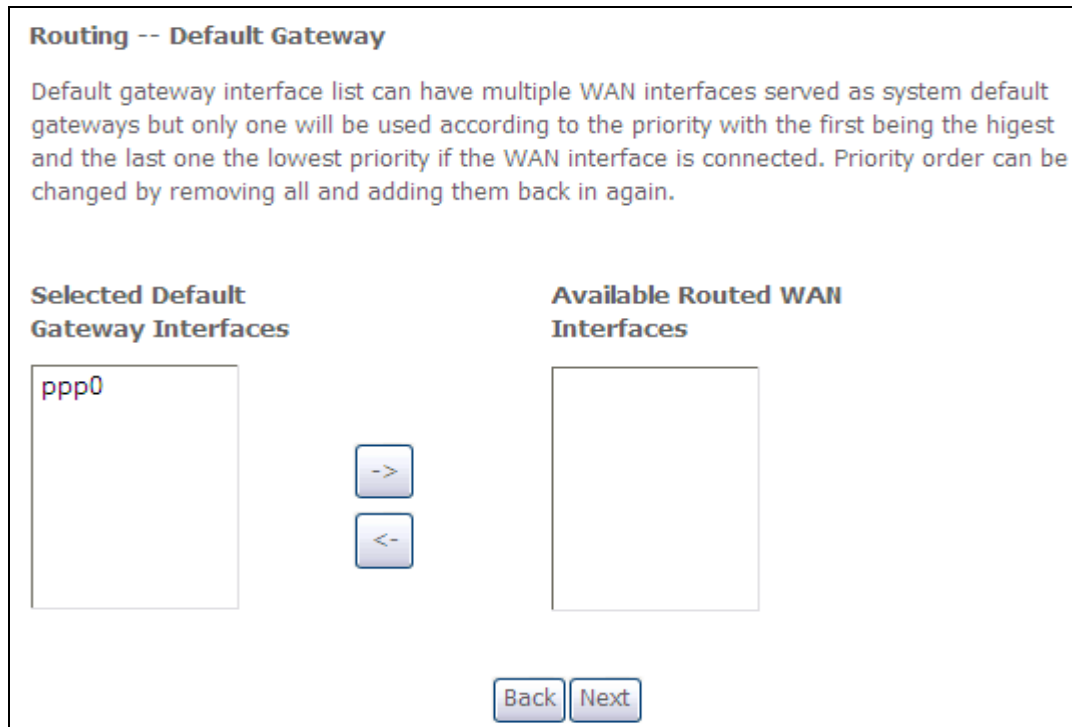 Routing -- Default Gateway
Default gateway interface list can have multiple WAN interfaces served as system default
gateways but only one will be used according to the priority with the first being the higest
and the last one the lowest priority if the WAN interface is connected. Priority order can be
changed by removing all and adding them back in again.
Selected Default
Gateway Interfaces
Available Routed WAN
Interfaces
ppp0
->
<-
Back Next